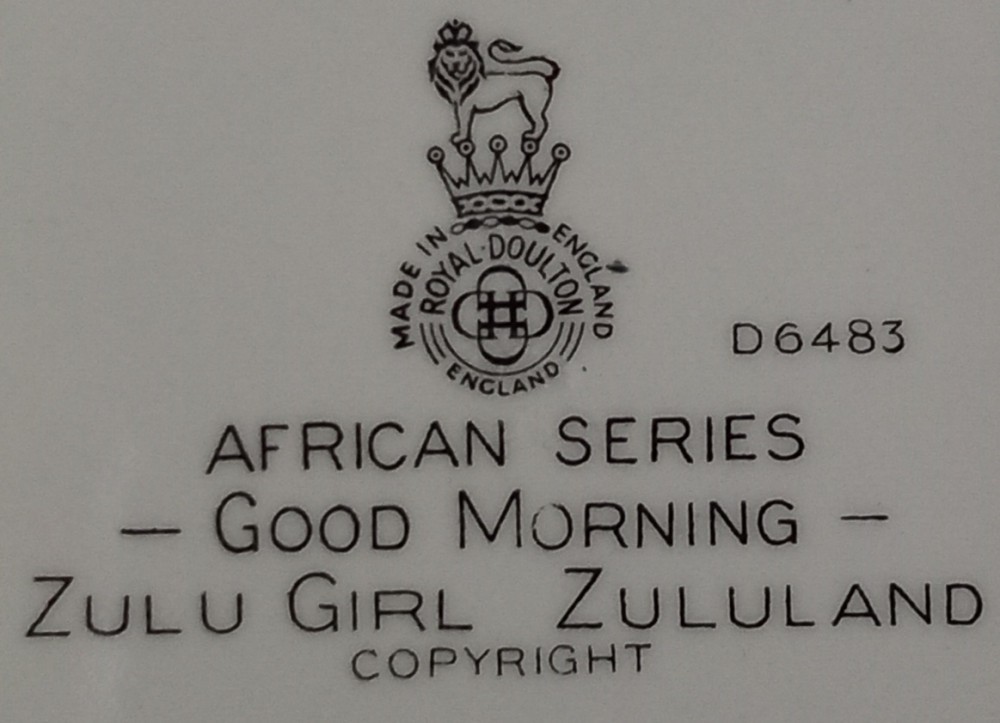 MADE IN ENGLAND
ROYAL·DOULTON
ENGLAND
D6483
AFRICAN SERIES
— GOOD MORNING —
ZULU GIRL ZULULAND
COPYRIGHT